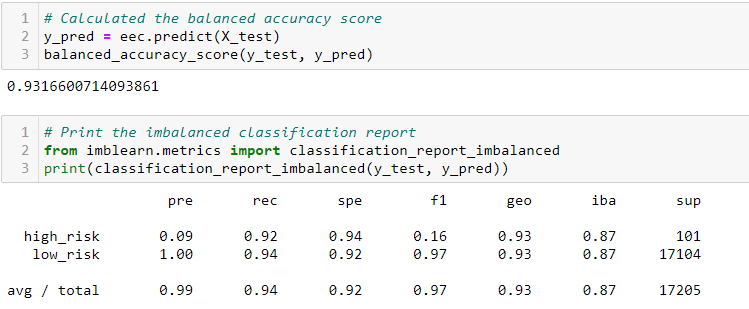 1 # Calculated the balanced accuracy score
2 y_pred = eec.predict(X_test)
3 balanced_accuracy_score(y_test, y_pred)
0.9316600714093861
1 # Print the imbalanced classification report
2 from imblearn.metrics import classification_report_imbalanced
3 print(classification_report_imbalanced(y_test, y_pred))
pre rec spe f1 geo iba sup
high_risk 0.09 0.92 0.94 0.16 0.93 0.87 101
low_risk 1.00 0.94 0.92 0.97 0.93 0.87 17104
avg / total 0.99 0.94 0.92 0.97 0.93 0.87 17205